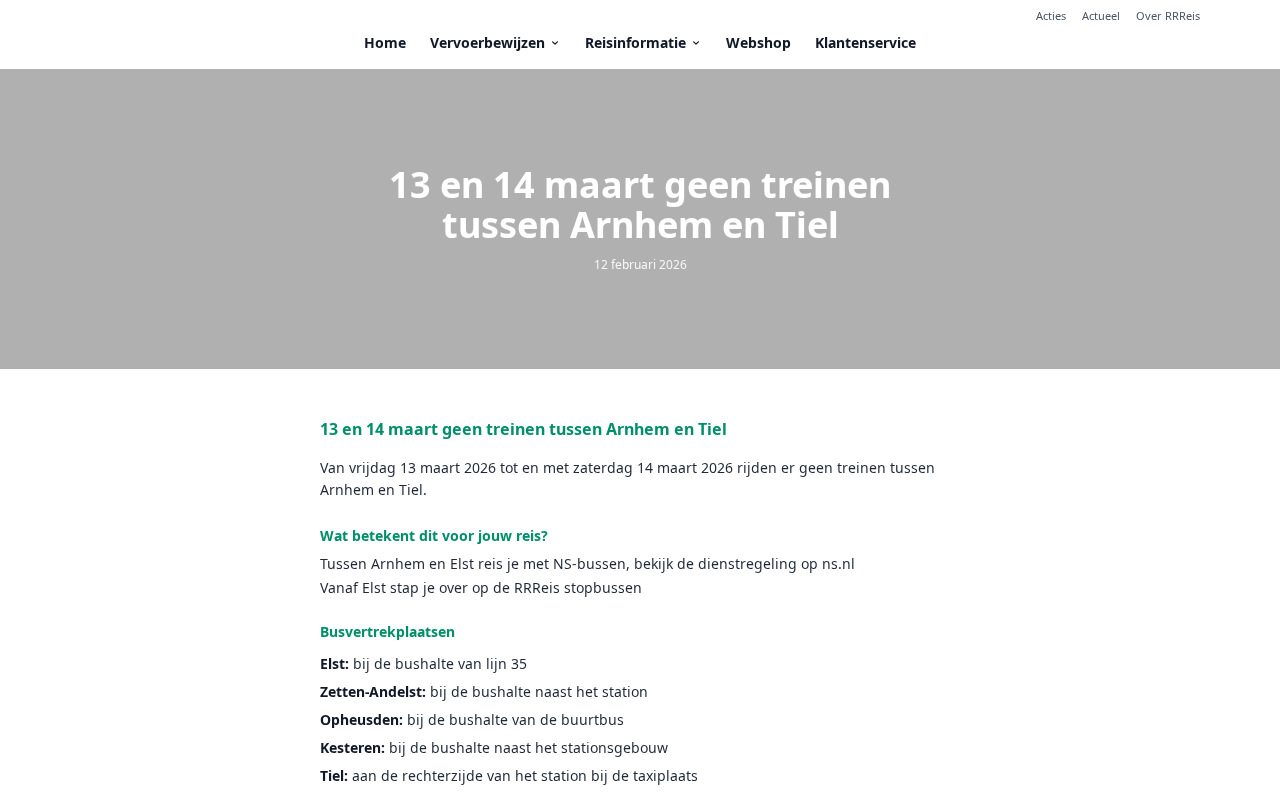 Acties Actueel Over RRReis
Home Vervoerbewijzen Reisinformatie Webshop Klantenservice
13 en 14 maart geen treinen
tussen Arnhem en Tiel
12 februari 2026
13 en 14 maart geen treinen tussen Arnhem en Tiel
Van vrijdag 13 maart 2026 tot en met zaterdag 14 maart 2026 rijden er geen treinen tussen
Arnhem en Tiel.
Wat betekent dit voor jouw reis?
Tussen Arnhem en Elst reis je met NS-bussen, bekijk de dienstregeling op ns.nl
Vanaf Elst stap je over op de RRReis stopbussen
Busvertrekplaatsen
Elst: bij de bushalte van lijn 35
Zetten-Andelst: bij de bushalte naast het station
Opheusden: bij de bushalte van de buurtbus
Kesteren: bij de bushalte naast het stationsgebouw
Tiel: aan de rechterzijde van het station bij de taxiplaats